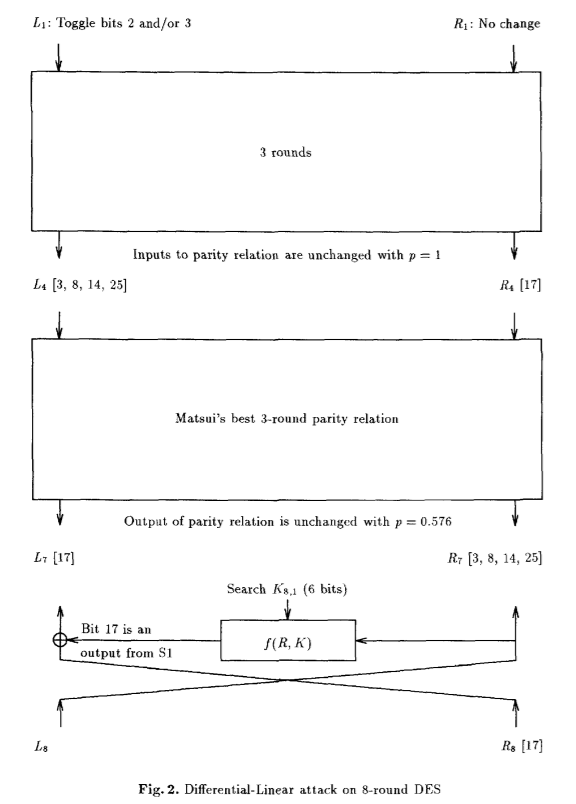 L₁: Toggle bits 2 and/or 3
R₁: No change
3 rounds
Inputs to parity relation are unchanged with p = 1
L₄ [3, 8, 14, 25]
R₄ [17]
Matsui's best 3-round parity relation
Output of parity relation is unchanged with p = 0.576
L₇ [17]
R₇ [3, 8, 14, 25]
Search K₈,₁ (6 bits)
Bit 17 is an
output from S1
f(R, K)
L₈
R₈ [17]
Fig. 2. Differential-Linear attack on 8-round DES